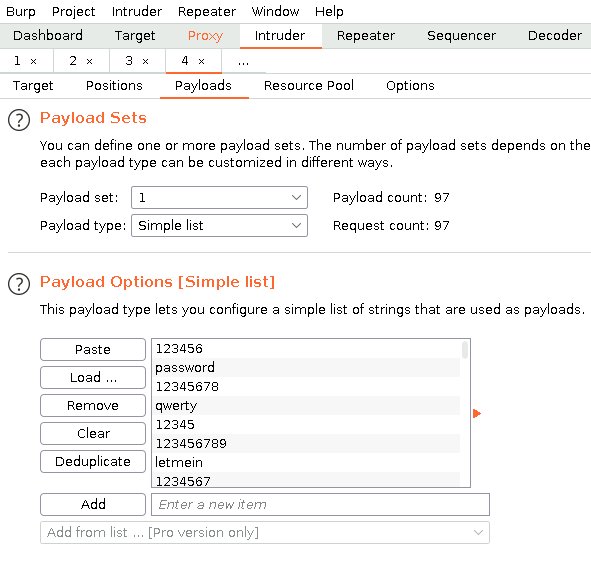 Burp Project Intruder Repeater Window Help
Dashboard Target Proxy Intruder Repeater Sequencer Decoder
1 × 2 × 3 × 4 × ...
Target Positions Payloads Resource Pool Options
? Payload Sets
You can define one or more payload sets. The number of payload sets depends on the
each payload type can be customized in different ways.
Payload set: 1 Payload count: 97
Payload type: Simple list Request count: 97
? Payload Options [Simple list]
This payload type lets you configure a simple list of strings that are used as payloads.
Paste
Load ...
Remove
Clear
Deduplicate
123456
password
12345678
qwerty
12345
123456789
letmein
1234567
Add Enter a new item
Add from list ... [Pro version only]